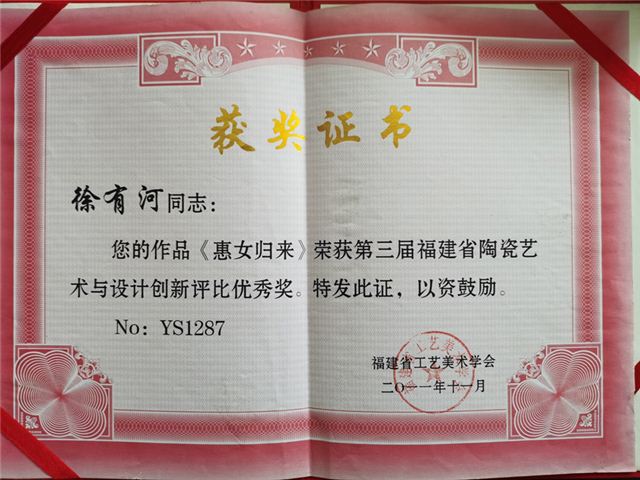 获奖证书
徐有河同志：
您的作品《惠女归来》荣获第三届福建省陶瓷艺
术与设计创新评比优秀奖。特发此证，以资鼓励。
No: YS1287
福建省工艺美术学会
二〇一一年十一月